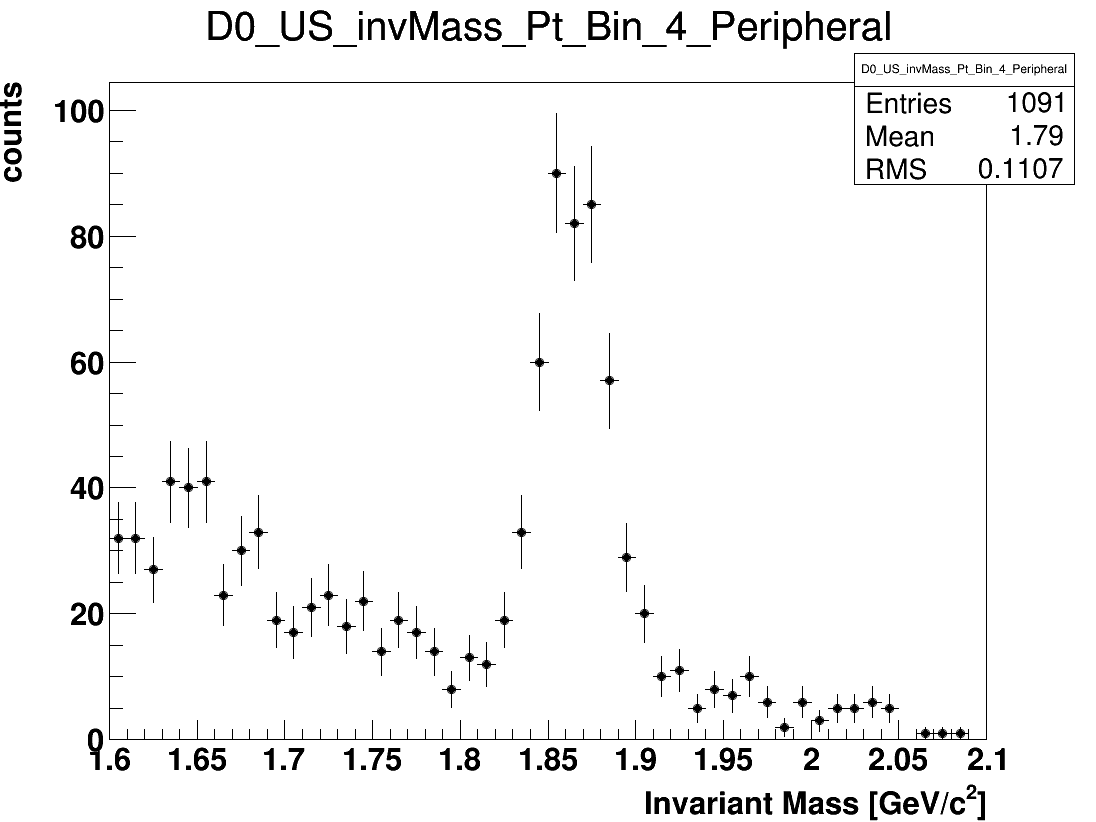 D0_US_invMass_Pt_Bin_4_Peripheral
D0_US_invMass_Pt_Bin_4_Peripheral
Entries 1091
Mean 1.79
RMS 0.1107
counts
100
80
60
40
20
0
1.6 1.65 1.7 1.75 1.8 1.85 1.9 1.95 2 2.05 2.1
Invariant Mass [GeV/c²]